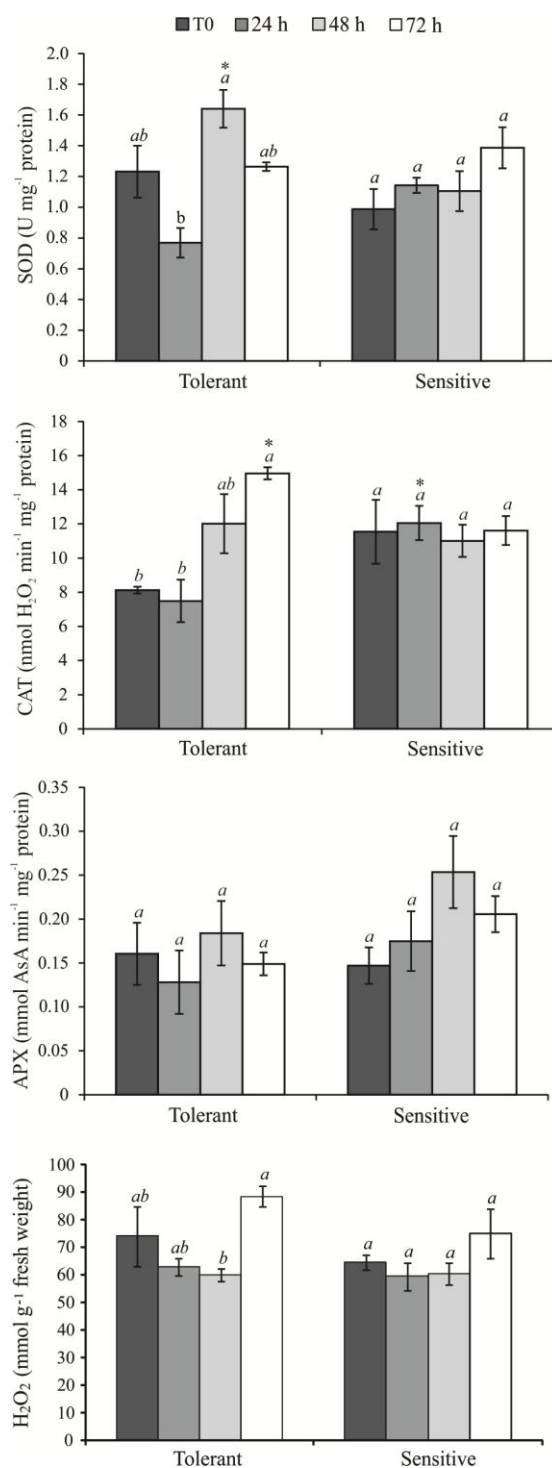 T0 24 h 48 h 72 h
SOD (U mg⁻¹ protein)
2.0
1.8
1.6
1.4
1.2
1.0
0.8
0.6
0.4
0.2
0
ab
b
*
a
ab
a
a
a
a
Tolerant Sensitive
CAT (nmol H₂O₂ min⁻¹ mg⁻¹ protein)
18
16
14
12
10
8
6
4
2
0
b
b
ab
*
a
a
*
a
a
a
Tolerant Sensitive
APX (mmol AsA min⁻¹ mg⁻¹ protein)
0.35
0.30
0.25
0.20
0.15
0.10
0.05
0
a
a
a
a
a
a
a
a
Tolerant Sensitive
H₂O₂ (mmol g⁻¹ fresh weight)
100
90
80
70
60
50
40
30
20
10
0
ab
ab
b
a
a
a
a
a
Tolerant Sensitive